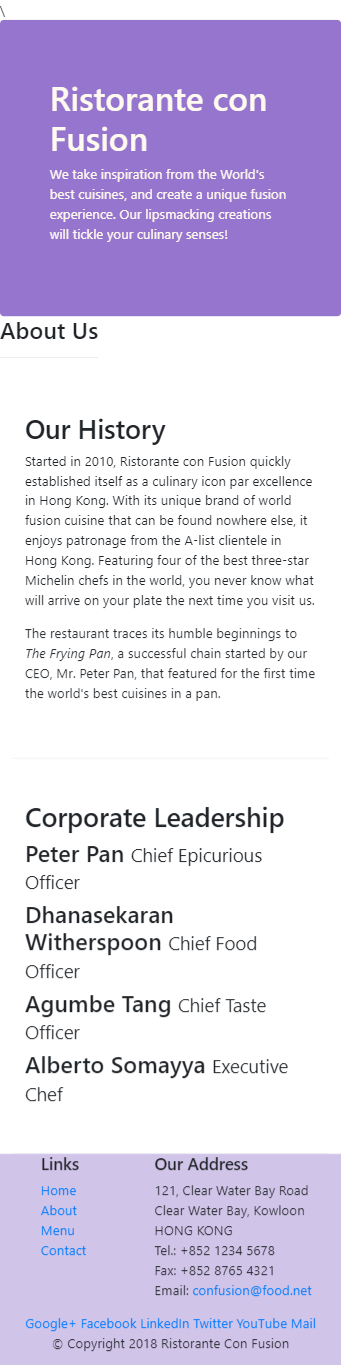 \
Ristorante con
Fusion
We take inspiration from the World's
best cuisines, and create a unique fusion
experience. Our lipsmacking creations
will tickle your culinary senses!
About Us
Our History
Started in 2010, Ristorante con Fusion quickly
established itself as a culinary icon par excellence
in Hong Kong. With its unique brand of world
fusion cuisine that can be found nowhere else, it
enjoys patronage from the A-list clientele in
Hong Kong. Featuring four of the best three-star
Michelin chefs in the world, you never know what
will arrive on your plate the next time you visit us.
The restaurant traces its humble beginnings to
The Frying Pan, a successful chain started by our
CEO, Mr. Peter Pan, that featured for the first time
the world's best cuisines in a pan.
Corporate Leadership
Peter Pan Chief Epicurious
Officer
Dhanasekaran
Witherspoon Chief Food
Officer
Agumbe Tang Chief Taste
Officer
Alberto Somayya Executive
Chef
Links
Home
About
Menu
Contact
Our Address
121, Clear Water Bay Road
Clear Water Bay, Kowloon
HONG KONG
Tel.: +852 1234 5678
Fax: +852 8765 4321
Email: confusion@food.net
Google+ Facebook LinkedIn Twitter YouTube Mail
© Copyright 2018 Ristorante Con Fusion